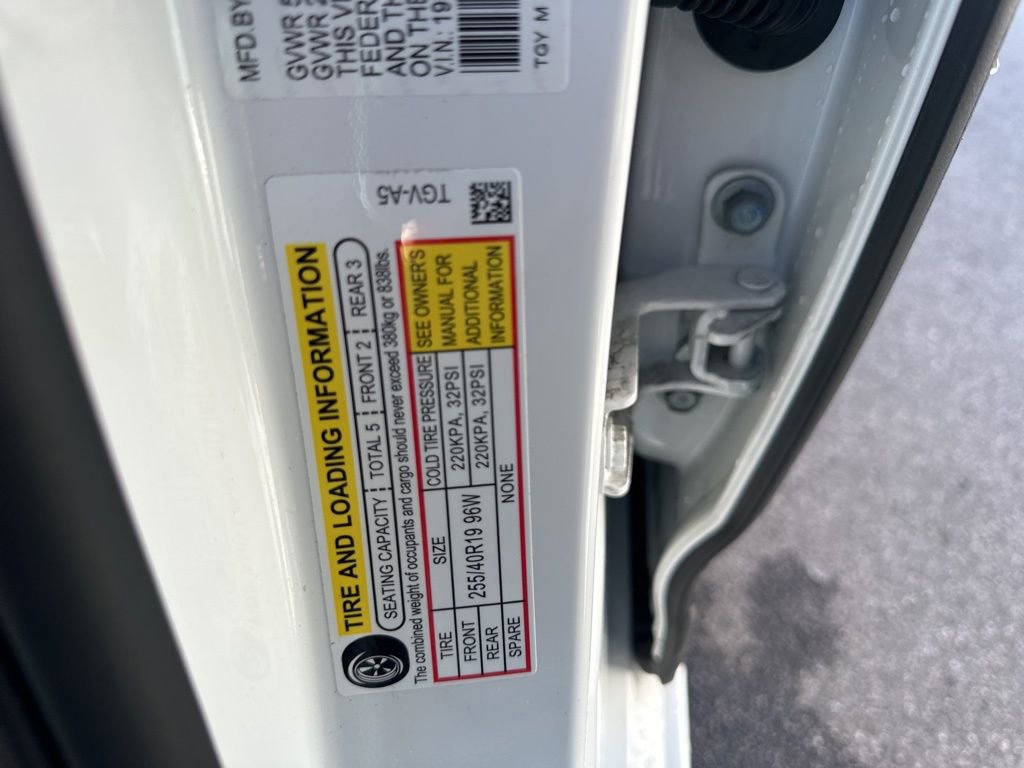 MFD.BY
GVWR 5
GVWR 2
THIS V
FEDER
AND TH
ON THE
V.I.N: 19
TGY M
TGV-A5
TIRE AND LOADING INFORMATION
SEATING CAPACITY TOTAL 5 FRONT 2 REAR 3
The combined weight of occupants and cargo should never exceed 380kg or 838lbs.
TIRE SIZE COLD TIRE PRESSURE
FRONT 255/40R19 96W 220KPA, 32PSI
REAR 220KPA, 32PSI
SPARE NONE
SEE OWNER'S
MANUAL FOR
ADDITIONAL
INFORMATION